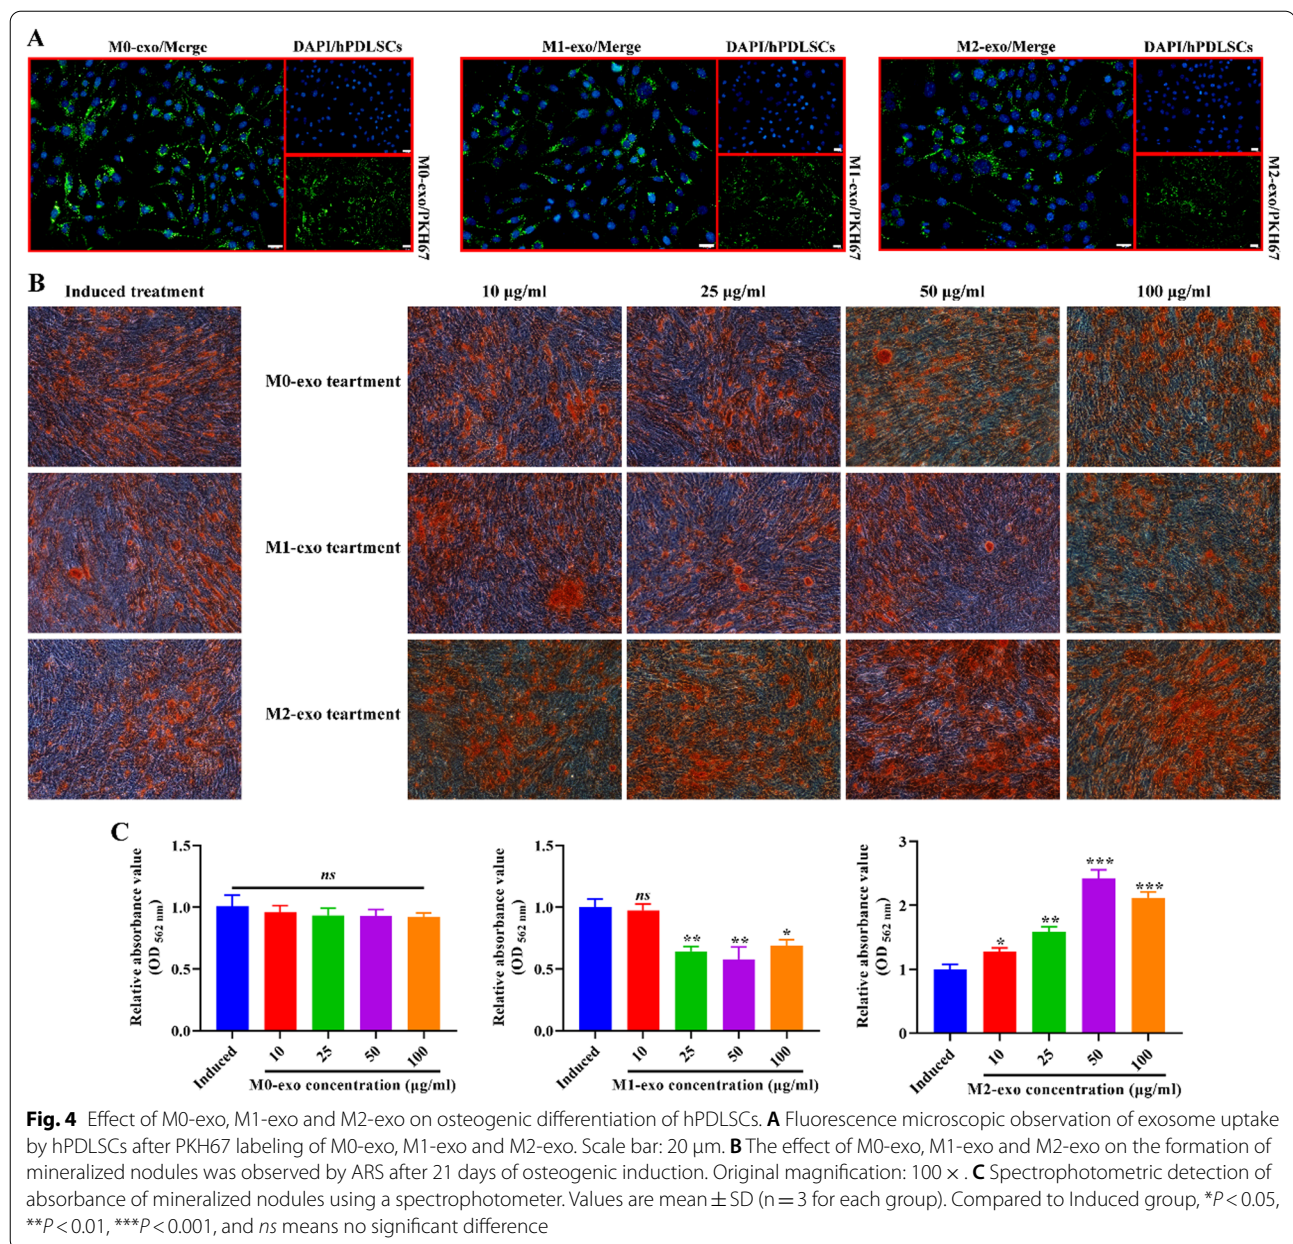 A
M0-exo/Merge
DAPI/hPDLSCs
M1-exo/Merge
DAPI/hPDLSCs
M2-exo/Merge
DAPI/hPDLSCs
M0-exo/PKH67
M1-exo/PKH67
M2-exo/PKH67
B
Induced treatment
10 μg/ml
25 μg/ml
50 μg/ml
100 μg/ml
M0-exo teartment
M1-exo teartment
M2-exo teartment
C
Relative absorbance value
(OD 562 nm)
1.5
1.0
0.5
0.0
ns
Induced
10
25
50
100
M0-exo concentration (μg/ml)
Relative absorbance value
(OD 562 nm)
1.5
1.0
0.5
0.0
ns
**
**
*
Induced
10
25
50
100
M1-exo concentration (μg/ml)
Relative absorbance value
(OD 562 nm)
3
2
1
0
*
**
***
***
Induced
10
25
50
100
M2-exo concentration (μg/ml)
Fig. 4 Effect of M0-exo, M1-exo and M2-exo on osteogenic differentiation of hPDLSCs. A Fluorescence microscopic observation of exosome uptake
by hPDLSCs after PKH67 labeling of M0-exo, M1-exo and M2-exo. Scale bar: 20 μm. B The effect of M0-exo, M1-exo and M2-exo on the formation of
mineralized nodules was observed by ARS after 21 days of osteogenic induction. Original magnification: 100 ×. C Spectrophotometric detection of
absorbance of mineralized nodules using a spectrophotometer. Values are mean ± SD (n = 3 for each group). Compared to Induced group, *P < 0.05,
**P < 0.01, ***P < 0.001, and ns means no significant difference